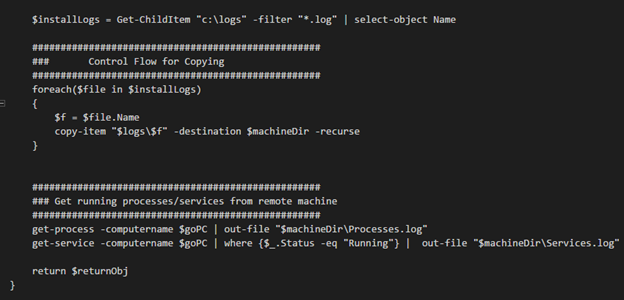 $installLogs = Get-ChildItem "c:\logs" -filter "*.log" | select-object Name
###################################################
###       Control Flow for Copying
###################################################
foreach($file in $installLogs)
{
    $f = $file.Name
    copy-item "$logs\$f" -destination $machineDir -recurse
}
###################################################
### Get running processes/services from remote machine
###################################################
get-process -computername $goPC | out-file "$machineDir\Processes.log"
get-service -computername $goPC | where {$_.Status -eq "Running"} |  out-file "$machineDir\Services.log"
return $returnObj
}